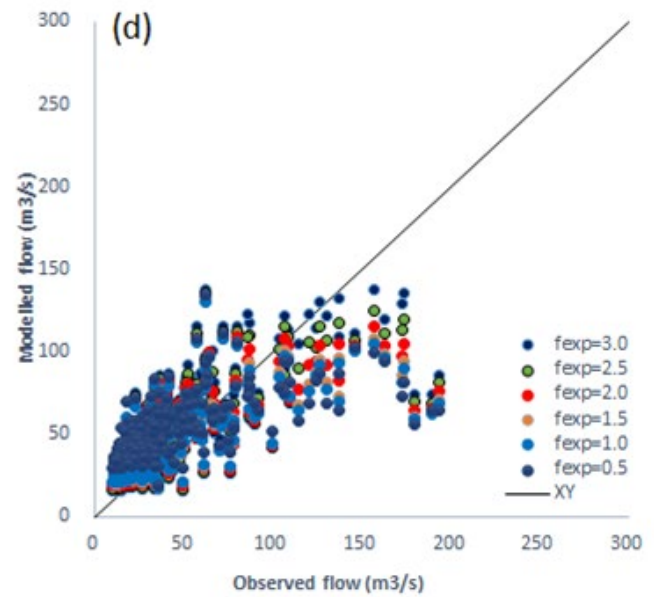 (d)
300
250
200
150
100
50
0
Modelled flow (m3/s)
fexp=3.0
fexp=2.5
fexp=2.0
fexp=1.5
fexp=1.0
fexp=0.5
XY
0 50 100 150 200 250 300
Observed flow (m3/s)